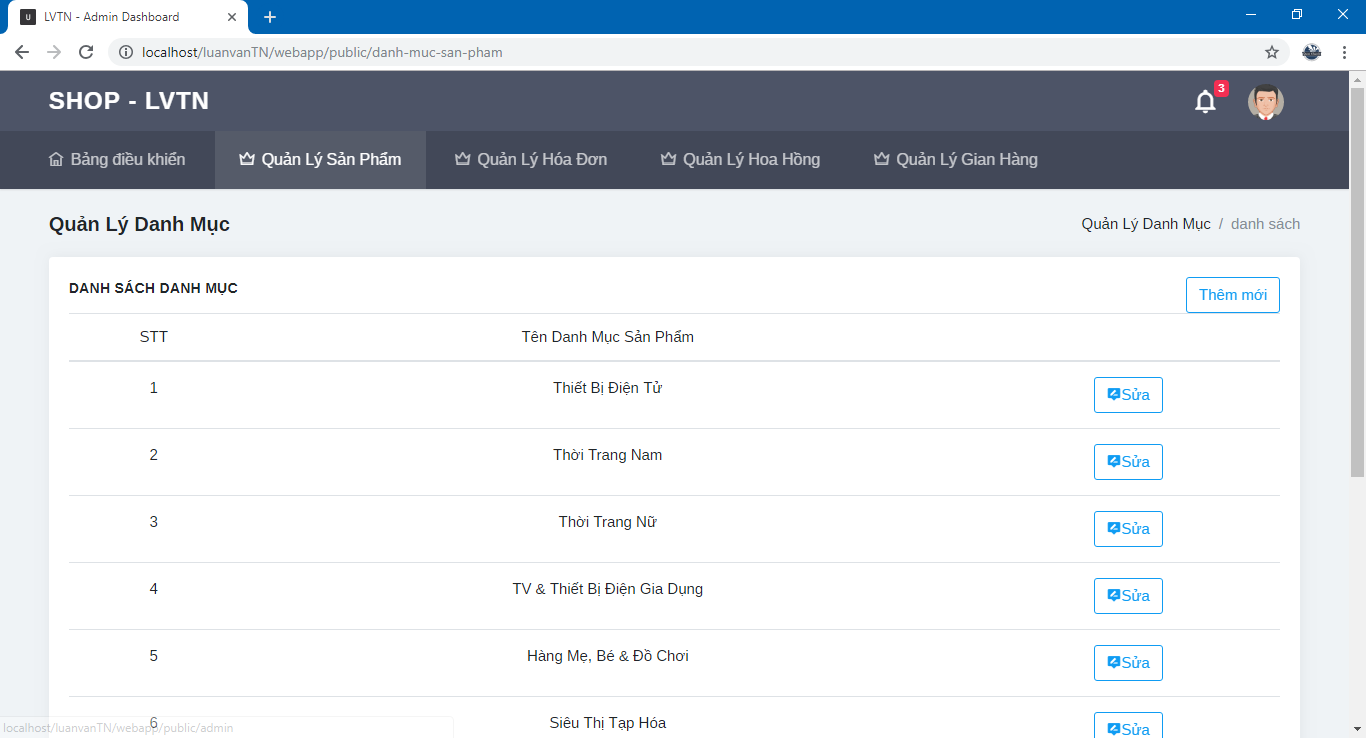 U LVTN - Admin Dashboard
localhost/luanvanTN/webapp/public/danh-muc-san-pham
SHOP - LVTN
3
Bảng điều khiển Quản Lý Sản Phẩm Quản Lý Hóa Đơn Quản Lý Hoa Hồng Quản Lý Gian Hàng
Quản Lý Danh Mục
Quản Lý Danh Mục / danh sách
DANH SÁCH DANH MỤC
Thêm mới
STT Tên Danh Mục Sản Phẩm
1 Thiết Bị Điện Tử Sửa
2 Thời Trang Nam Sửa
3 Thời Trang Nữ Sửa
4 TV & Thiết Bị Điện Gia Dụng Sửa
5 Hàng Mẹ, Bé & Đồ Chơi Sửa
6 Siêu Thị Tạp Hóa Sửa
localhost/luanvanTN/webapp/public/admin